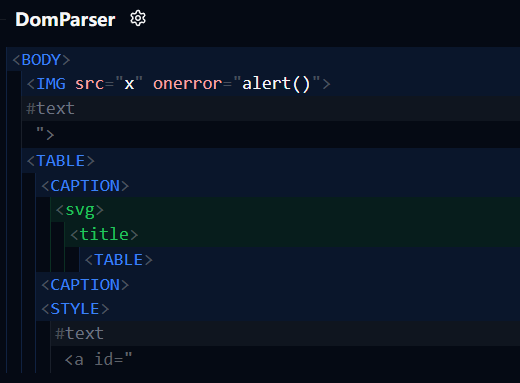 DomParser
<BODY>
<IMG src="x" onerror="alert()">
#text
">
<TABLE>
<CAPTION>
<svg>
<title>
<TABLE>
<CAPTION>
<STYLE>
#text
<a id="